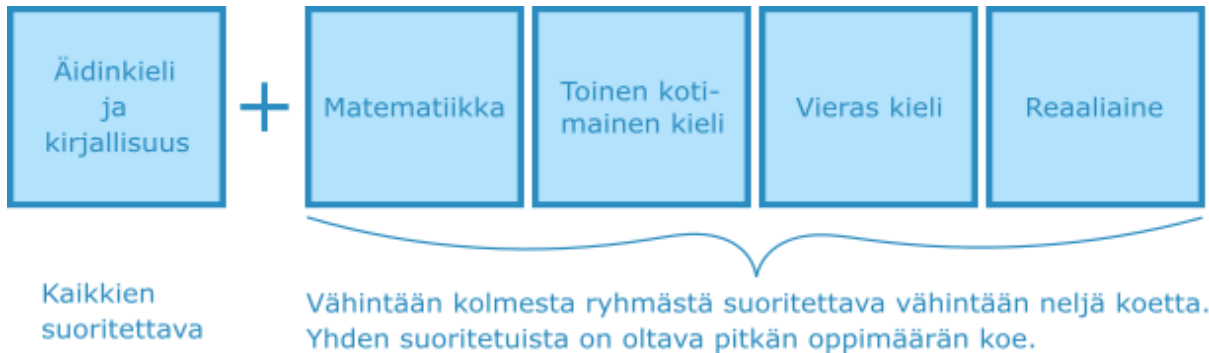 Äidinkieli
ja
kirjallisuus
+
Matematiikka
Toinen koti-
mainen kieli
Vieras kieli
Reaaliaine
Kaikkien
suoritettava
Vähintään kolmesta ryhmästä suoritettava vähintään neljä koetta.
Yhden suoritetuista on oltava pitkän oppimäärän koe.